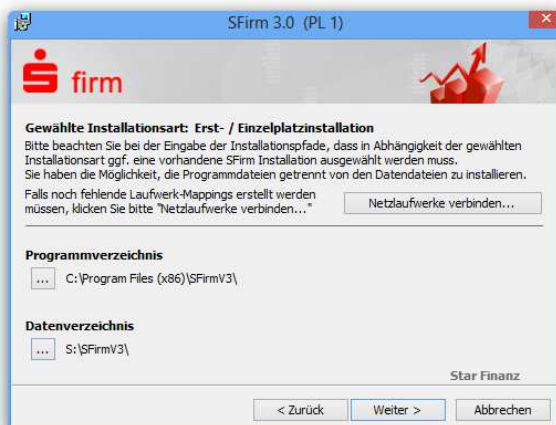 SFirm 3.0 (PL 1)
firm
Gewählte Installationsart: Erst- / Einzelplatzinstallation
Bitte beachten Sie bei der Eingabe der Installationspfade, dass in Abhängigkeit der gewählten
Installationsart ggf. eine vorhandene SFirm Installation ausgewählt werden muss.
Sie haben die Möglichkeit, die Programmdateien getrennt von den Datendateien zu installieren.
Falls noch fehlende Laufwerk-Mappings erstellt werden
müssen, klicken Sie bitte "Netzlaufwerke verbinden..."
Netzlaufwerke verbinden...
Programmverzeichnis
... C:\Program Files (x86)\SFirmV3\
Datenverzeichnis
... S:\SFirmV3\
Star Finanz
< Zurück Weiter > Abbrechen